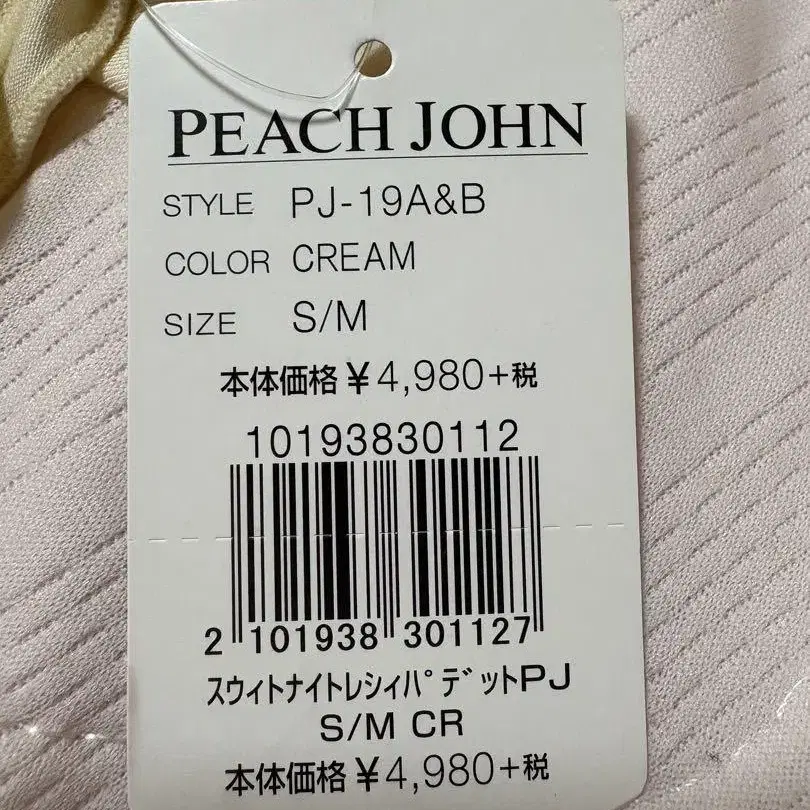 PEACH JOHN
STYLE PJ-19A&B
COLOR CREAM
SIZE S/M
本体価格¥4,980+税
10193830112
2 101938 301127
スウィトナイトレシィパデットPJ
S/M CR
本体価格¥4,980+税